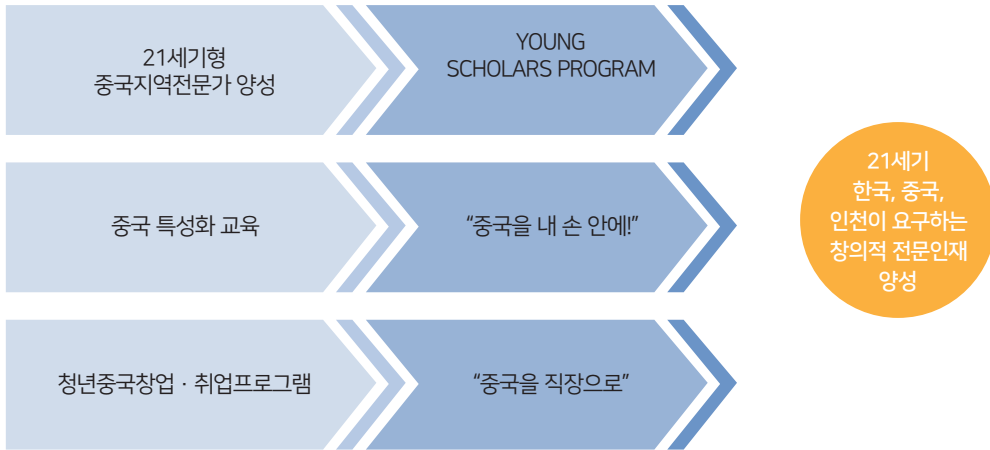 21세기형
중국지역전문가 양성
YOUNG
SCHOLARS PROGRAM
중국 특성화 교육
“중국을 내 손 안에!”
청년중국창업 · 취업프로그램
“중국을 직장으로”
21세기
한국, 중국,
인천이 요구하는
창의적 전문인재
양성